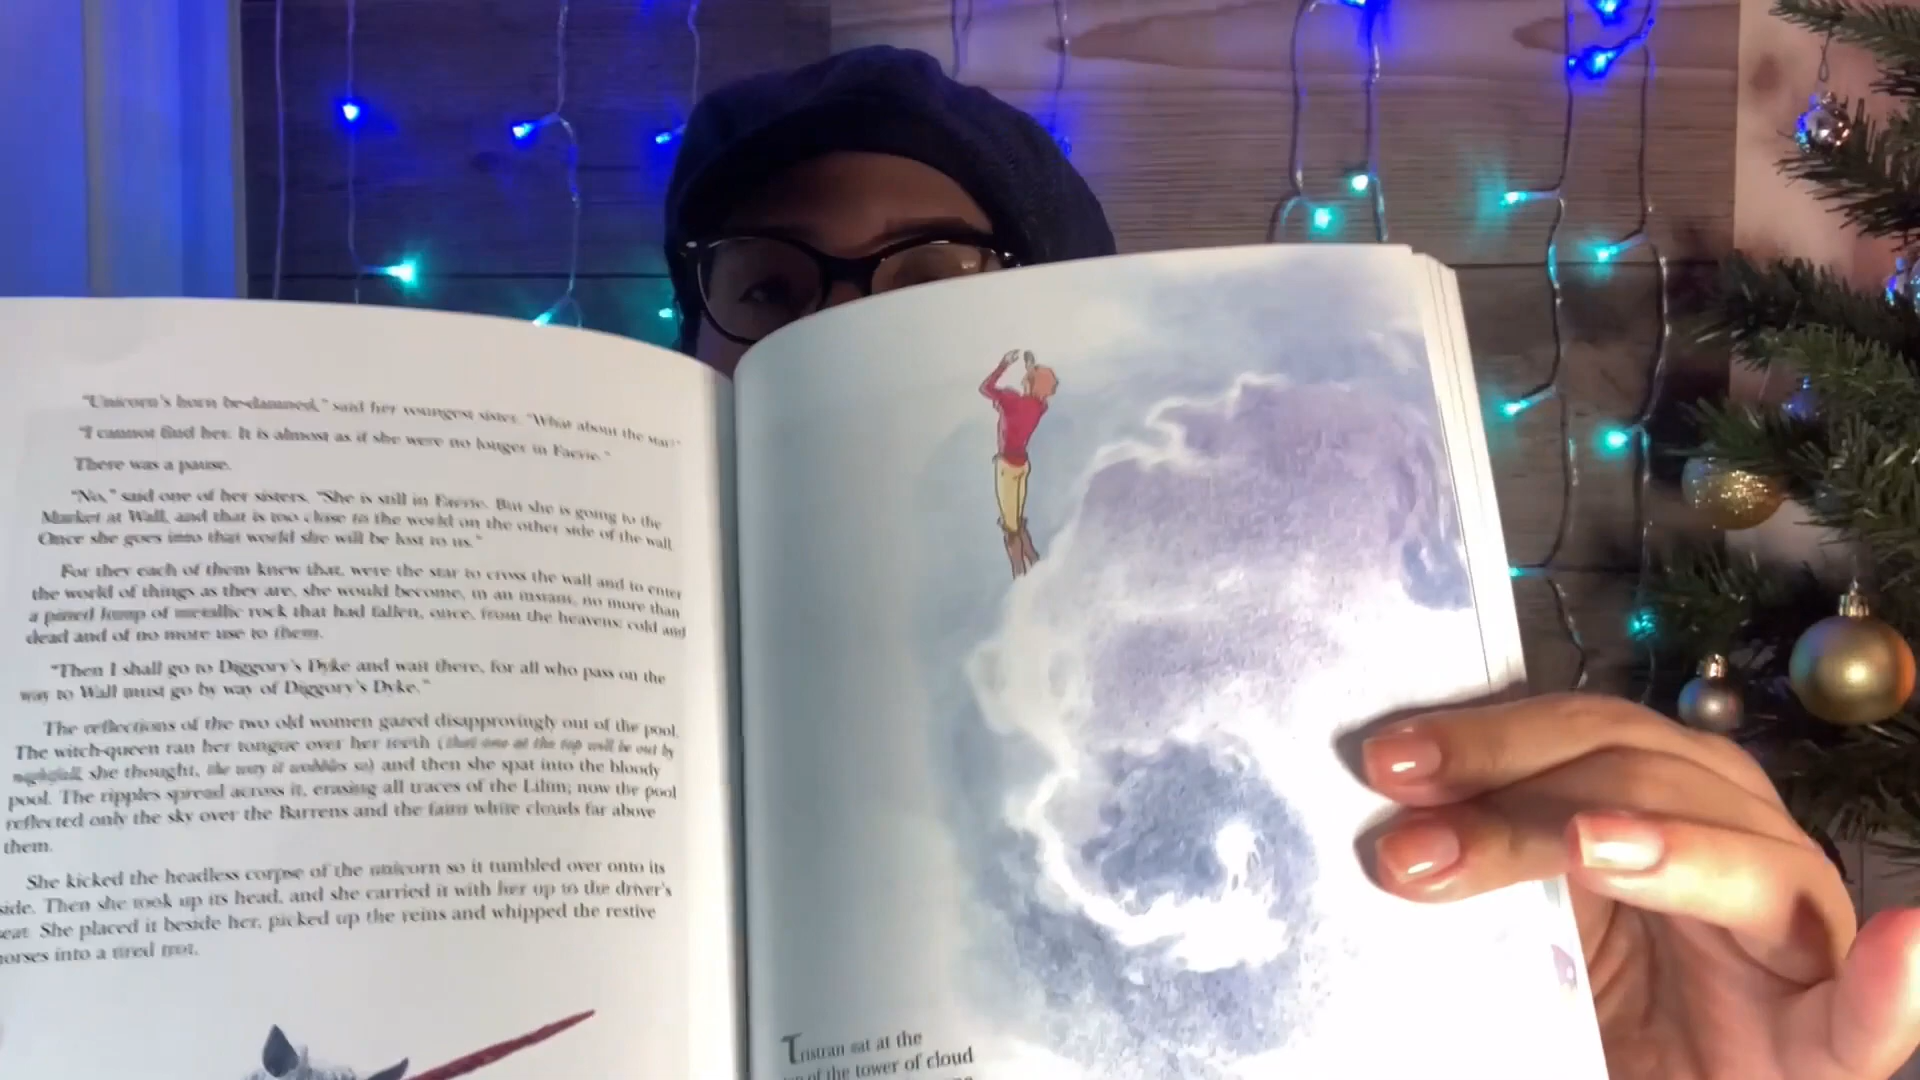 "Unicorn's horn be-damned," said her youngest sister. "What about the star?"
"I cannot find her. It is almost as if she were no longer in Faerie."
There was a pause.
"No," said one of her sisters. "She is still in Faerie. But she is going to the
Market at Wall, and that is too close to the world on the other side of the wall.
Once she goes into that world she will be lost to us."
For they each of them knew that, were the star to cross the wall and to enter
the world of things as they are, she would become, in an instant, no more than
a pitted lump of metallic rock that had fallen, once, from the heavens: cold and
dead and of no more use to them.
"Then I shall go to Diggory's Dyke and wait there, for all who pass on the
way to Wall must go by way of Diggory's Dyke."
The reflections of the two old women gazed disapprovingly out of the pool.
The witch-queen ran her tongue over her teeth (that one at the top will be out by
nightfall, she thought, the way it wobbles so) and then she spat into the bloody
pool. The ripples spread across it, erasing all traces of the Lilim; now the pool
reflected only the sky over the Barrens and the faint white clouds far above
them.
She kicked the headless corpse of the unicorn so it tumbled over onto its
side. Then she took up its head, and she carried it with her up to the driver's
seat. She placed it beside her, picked up the reins and whipped the restive
horses into a tired trot.
Tristran sat at the
of the tower of cloud